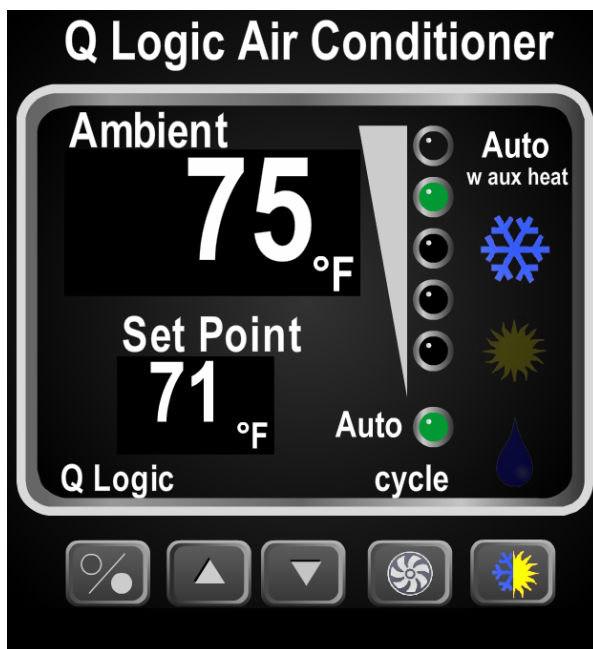 Q Logic Air Conditioner
Ambient
75 °F
Auto
w aux heat
Set Point
71 °F
Auto
Q Logic
cycle